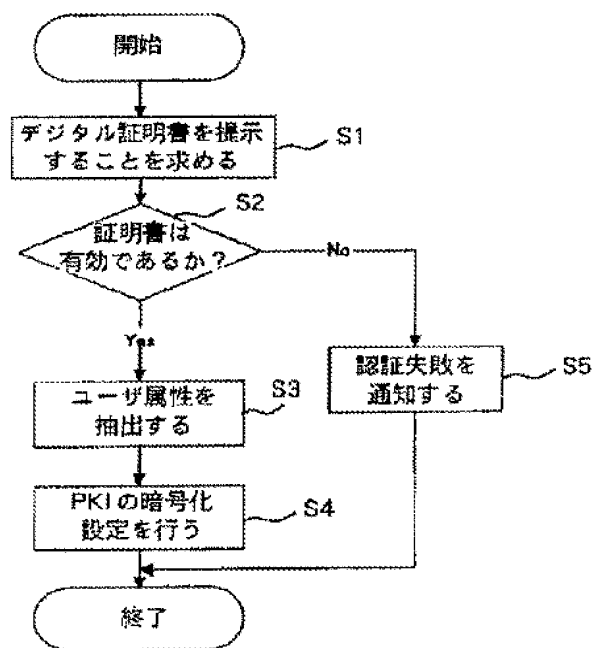 開始
デジタル証明書を提示
することを求める
S1
S2
証明書は
有効であるか？
No
Yes
ユーザ属性を
抽出する
S3
認証失敗を
通知する
S5
PKIの暗号化
設定を行う
S4
終了